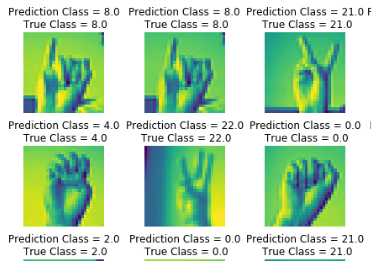 Prediction Class = 8.0 Prediction Class = 8.0 Prediction Class = 21.0
True Class = 8.0 True Class = 8.0 True Class = 21.0
Prediction Class = 4.0 Prediction Class = 22.0 Prediction Class = 0.0
True Class = 4.0 True Class = 22.0 True Class = 0.0
Prediction Class = 2.0 Prediction Class = 0.0 Prediction Class = 21.0
True Class = 2.0 True Class = 0.0 True Class = 21.0